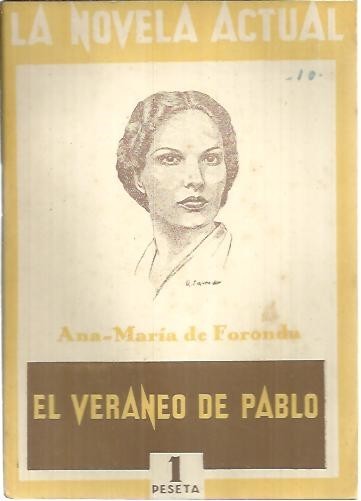 LA NOVELA ACTUAL
-10-
Ana-María de Foronda
EL VERANEO DE PABLO
1
PESETA